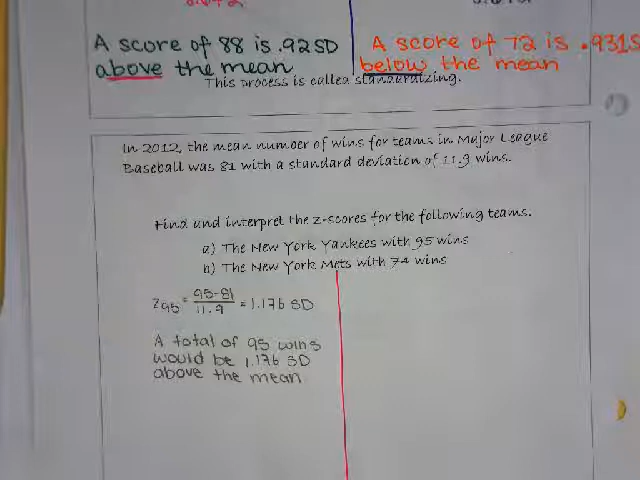 A score of 88 is .92SD
above the mean
A score of 72 is .931S
below the mean
This process is called standardizing.
In 2012, the mean number of wins for teams in Major League
Baseball was 81 with a standard deviation of 11.9 wins.
Find and interpret the z-scores for the following teams.
a) The New York Yankees with 95 wins
b) The New York Mets with 74 wins
z95 = 95-81 / 11.9 = 1.176 SD
A total of 95 wins
would be 1.176 SD
above the mean